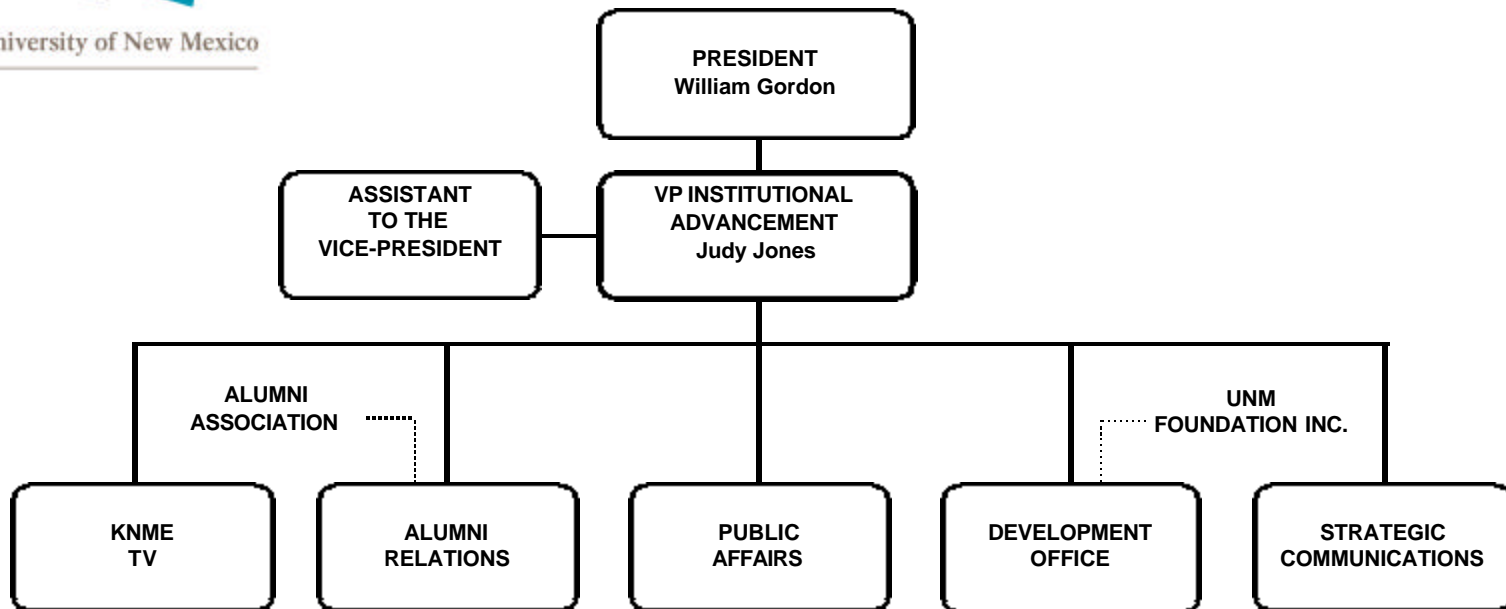 niversity of New Mexico
PRESIDENT
William Gordon
ASSISTANT
TO THE
VICE-PRESIDENT
VP INSTITUTIONAL
ADVANCEMENT
Judy Jones
ALUMNI
ASSOCIATION
UNM
FOUNDATION INC.
KNME
TV
ALUMNI
RELATIONS
PUBLIC
AFFAIRS
DEVELOPMENT
OFFICE
STRATEGIC
COMMUNICATIONS